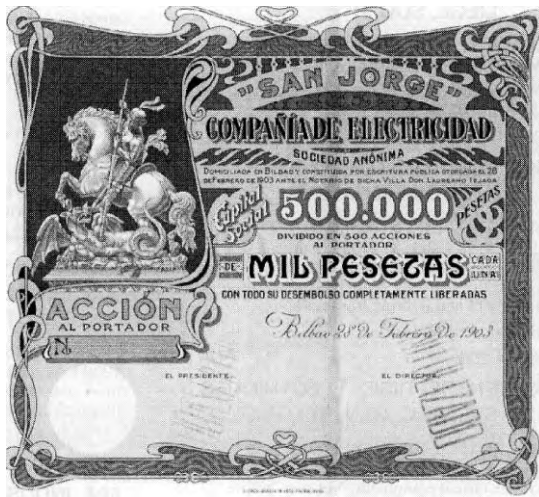 "SAN JORGE"
COMPAÑÍA DE ELECTRICIDAD
SOCIEDAD ANÓNIMA
DOMICILIADA EN BILBAO Y CONSTITUIDA POR ESCRITURA PÚBLICA OTORGADA EL 28
DE FEBRERO DE 1903 ANTE EL NOTARIO DE DICHA VILLA DON LAUREANO TEJADA
Capital Social 500.000 PESETAS
DIVIDIDO EN 500 ACCIONES
AL PORTADOR
DE MIL PESETAS CADA UNA
CON TODO SU DESEMBOLSO COMPLETAMENTE LIBERADAS
ACCIÓN
AL PORTADOR
Nº
Bilbao 28 De Febrero De 1903
EL PRESIDENTE,
EL DIRECTOR,